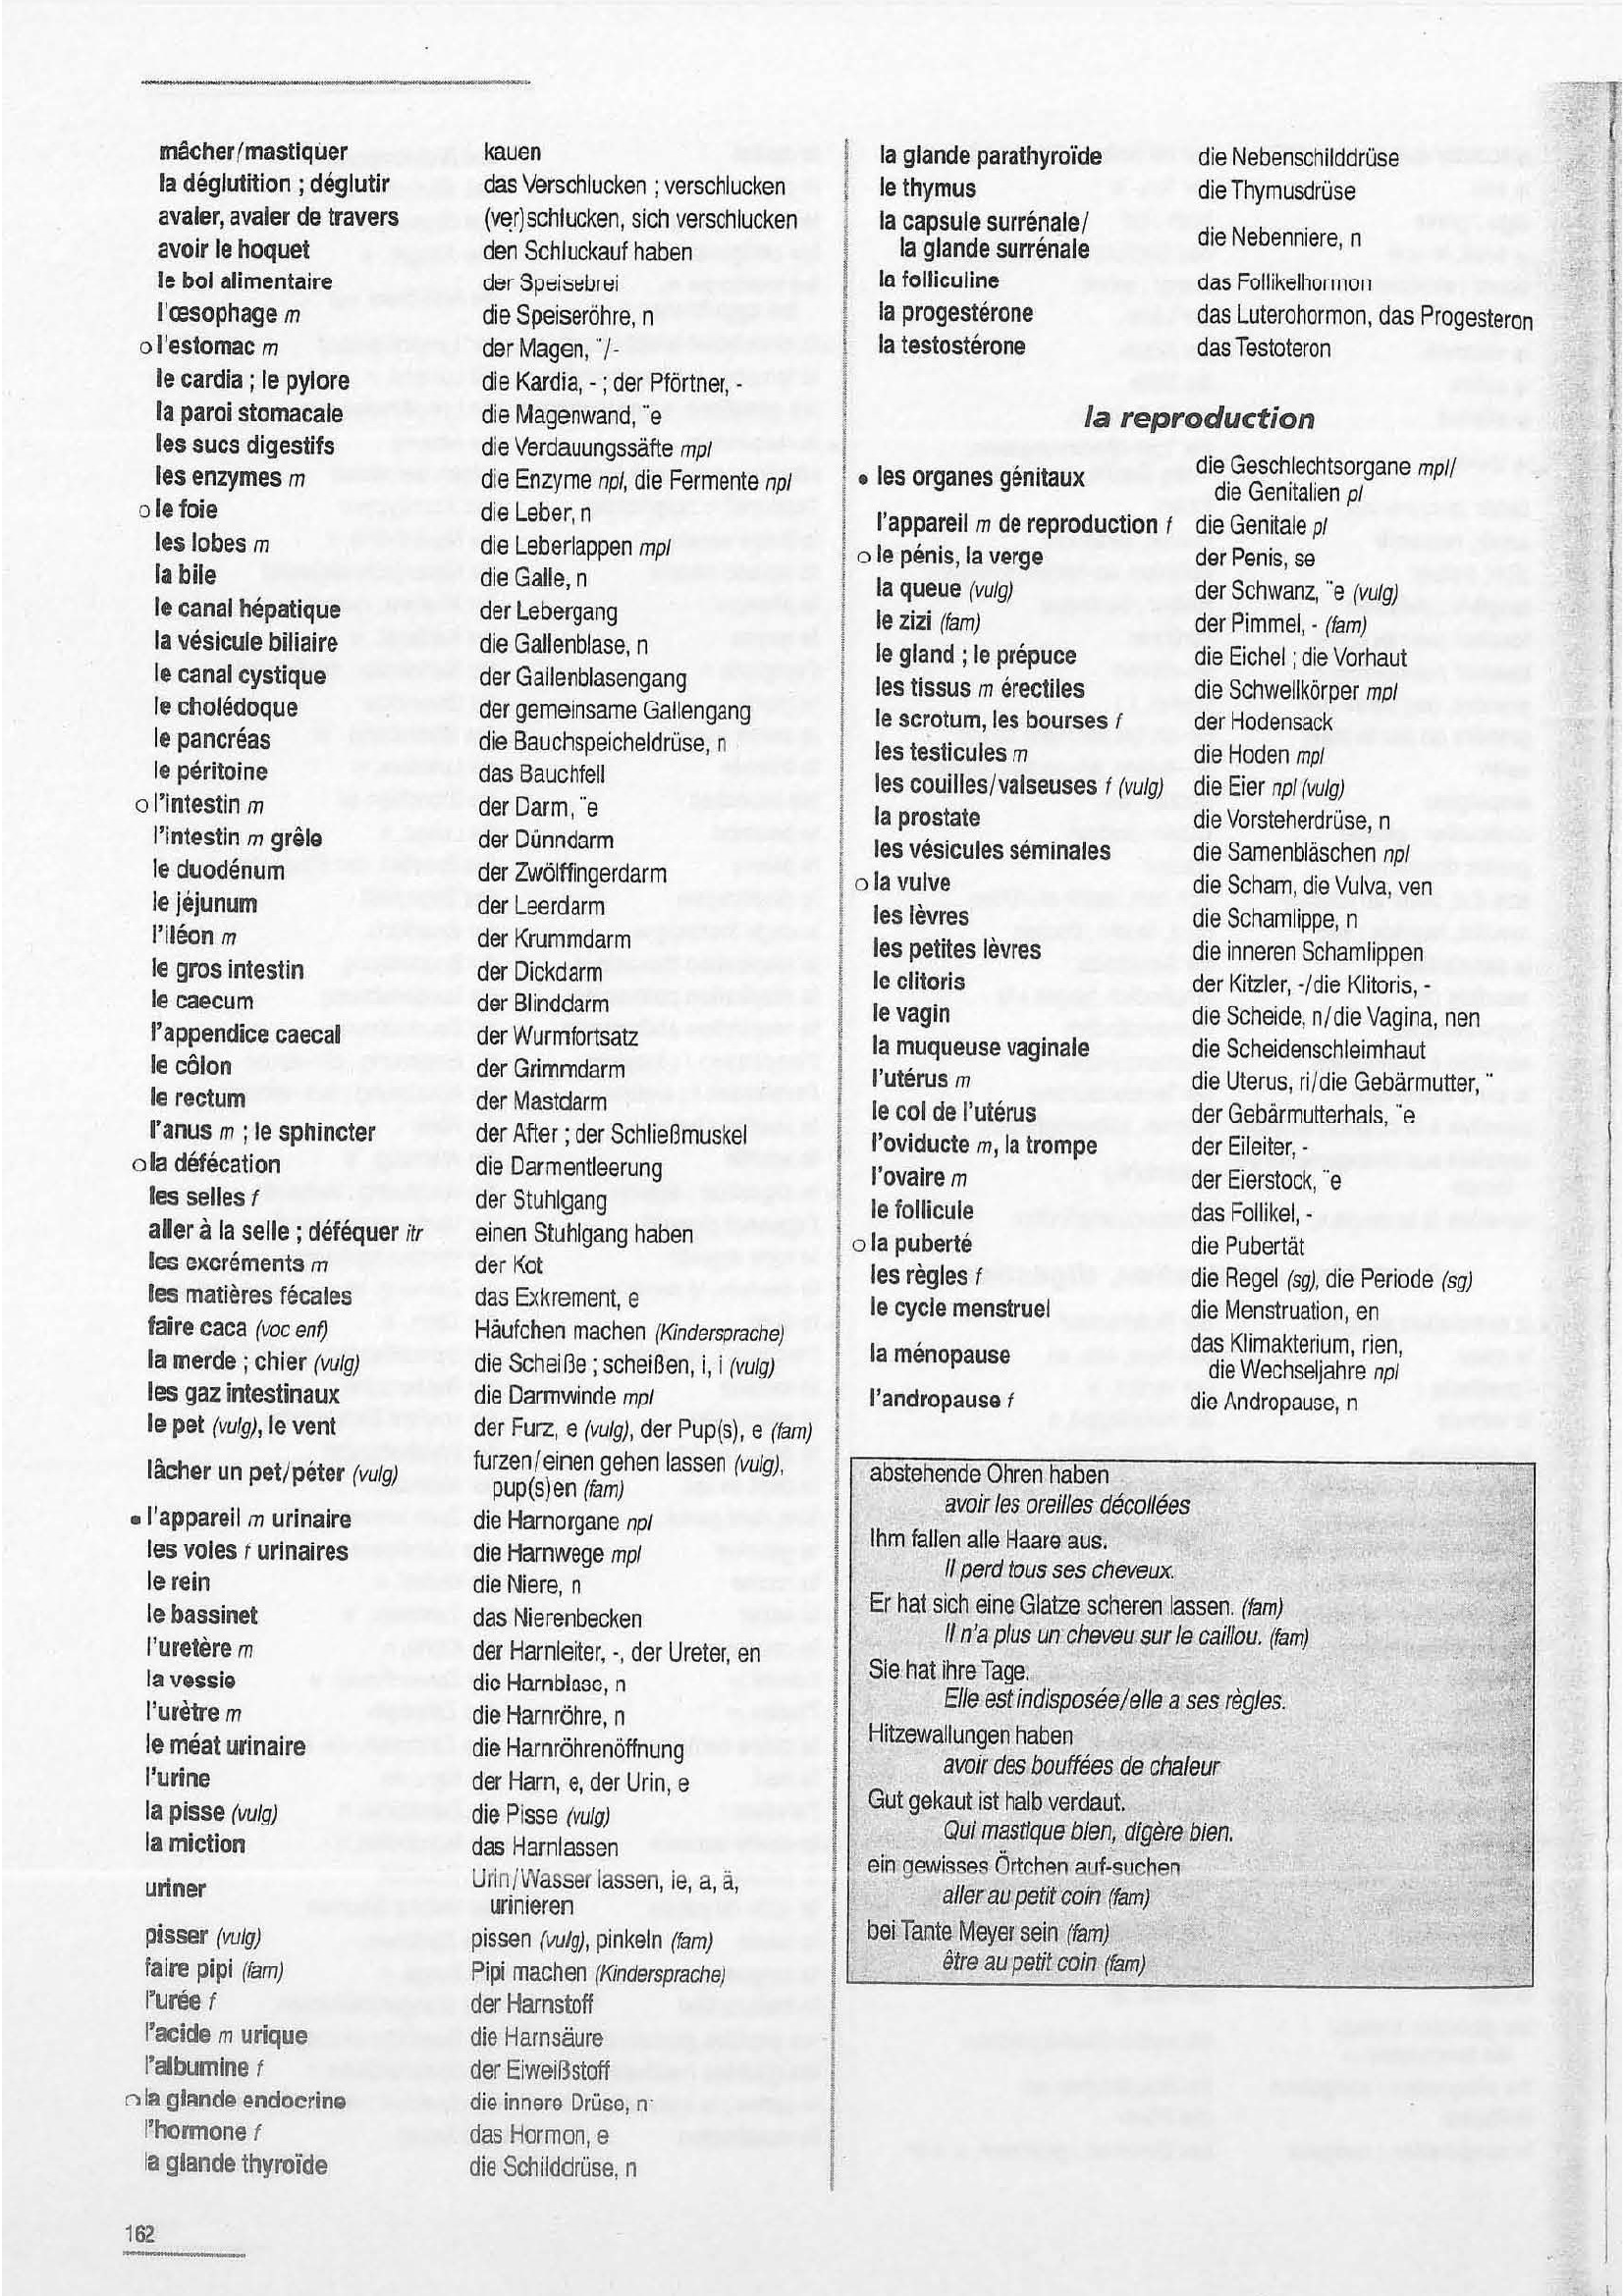 mâcher/mastiquer kauen
la déglutition ; déglutir das Verschlucken ; verschlucken
avaler, avaler de travers (ver)schlucken, sich verschlucken
avoir le hoquet den Schluckauf haben
le bol alimentaire der Speisebrei
l'œsophage m die Speiseröhre, n
o l'estomac m der Magen, ¨/-
le cardia ; le pylore die Kardia, - ; der Pförtner, -
la paroi stomacale die Magenwand, ¨e
les sucs digestifs die Verdauungssäfte mpl
les enzymes m die Enzyme npl, die Fermente npl
o le foie die Leber, n
les lobes m die Leberlappen mpl
la bile die Galle, n
le canal hépatique der Lebergang
la vésicule biliaire die Gallenblase, n
le canal cystique der Gallenblasengang
le cholédoque der gemeinsame Gallengang
le pancréas die Bauchspeicheldrüse, n
le péritoine das Bauchfell
o l'intestin m der Darm, ¨e
l'intestin m grêle der Dünndarm
le duodénum der Zwölffingerdarm
le jéjunum der Leerdarm
l'iléon m der Krummdarm
le gros intestin der Dickdarm
le caecum der Blinddarm
l'appendice caecal der Wurmfortsatz
le côlon der Grimmdarm
le rectum der Mastdarm
l'anus m ; le sphincter der After ; der Schließmuskel
o la défécation die Darmentleerung
les selles f der Stuhlgang
aller à la selle ; déféquer itr einen Stuhlgang haben
les excréments m der Kot
les matières fécales das Exkrement, e
faire caca (voc enf) Häufchen machen (Kindersprache)
la merde ; chier (vulg) die Scheiße ; scheißen, i, i (vulg)
les gaz intestinaux die Darmwinde mpl
le pet (vulg), le vent der Furz, e (vulg), der Pup(s), e (fam)
lâcher un pet/péter (vulg) furzen/einen gehen lassen (vulg),
pup(s)en (fam)
• l'appareil m urinaire die Harnorgane npl
les voies f urinaires die Harnwege mpl
le rein die Niere, n
le bassinet das Nierenbecken
l'uretère m der Harnleiter, -, der Ureter, en
la vessie die Harnblase, n
l'urètre m die Harnröhre, n
le méat urinaire die Harnröhrenöffnung
l'urine der Harn, e, der Urin, e
la pisse (vulg) die Pisse (vulg)
la miction das Harnlassen
uriner Urin/Wasser lassen, ie, a, ä,
urinieren
pisser (vulg) pissen (vulg), pinkeln (fam)
faire pipi (fam) Pipi machen (Kindersprache)
l'urée f der Harnstoff
l'acide m urique die Harnsäure
l'albumine f der Eiweißstoff
o la glande endocrine die innere Drüse, n
l'hormone f das Hormon, e
la glande thyroïde die Schilddrüse, n
162
la glande parathyroïde die Nebenschilddrüse
le thymus die Thymusdrüse
la capsule surrénale/
la glande surrénale die Nebenniere, n
la folliculine das Follikelhormon
la progestérone das Luterohormon, das Progesteron
la testostérone das Testoteron
la reproduction
• les organes génitaux die Geschlechtsorgane mpl/
die Genitalien pl
l'appareil m de reproduction f die Genitale pl
o le pénis, la verge der Penis, se
la queue (vulg) der Schwanz, ¨e (vulg)
le zizi (fam) der Pimmel, - (fam)
le gland ; le prépuce die Eichel ; die Vorhaut
les tissus m érectiles die Schwellkörper mpl
le scrotum, les bourses f der Hodensack
les testicules m die Hoden mpl
les couilles/valseuses f (vulg) die Eier npl (vulg)
la prostate die Vorsteherdrüse, n
les vésicules séminales die Samenbläschen npl
o la vulve die Scham, die Vulva, ven
les lèvres die Schamlippe, n
les petites lèvres die inneren Schamlippen
le clitoris der Kitzler, -/die Klitoris, -
le vagin die Scheide, n/die Vagina, nen
la muqueuse vaginale die Scheidenschleimhaut
l'utérus m die Uterus, ri/die Gebärmutter, ¨
le col de l'utérus der Gebärmutterhals, ¨e
l'oviducte m, la trompe der Eileiter, -
l'ovaire m der Eierstock, ¨e
le follicule das Follikel, -
o la puberté die Pubertät
les règles f die Regel (sg), die Periode (sg)
le cycle menstruel die Menstruation, en
la ménopause das Klimakterium, rien,
die Wechseljahre npl
l'andropause f die Andropause, n
abstehende Ohren haben
avoir les oreilles décollées
Ihm fallen alle Haare aus.
Il perd tous ses cheveux.
Er hat sich eine Glatze scheren lassen. (fam)
Il n'a plus un cheveu sur le caillou. (fam)
Sie hat ihre Tage.
Elle est indisposée/elle a ses règles.
Hitzewallungen haben
avoir des bouffées de chaleur
Gut gekaut ist halb verdaut.
Qui mastique bien, digère bien.
ein gewisses Örtchen auf-suchen
aller au petit coin (fam)
bei Tante Meyer sein (fam)
être au petit coin (fam)